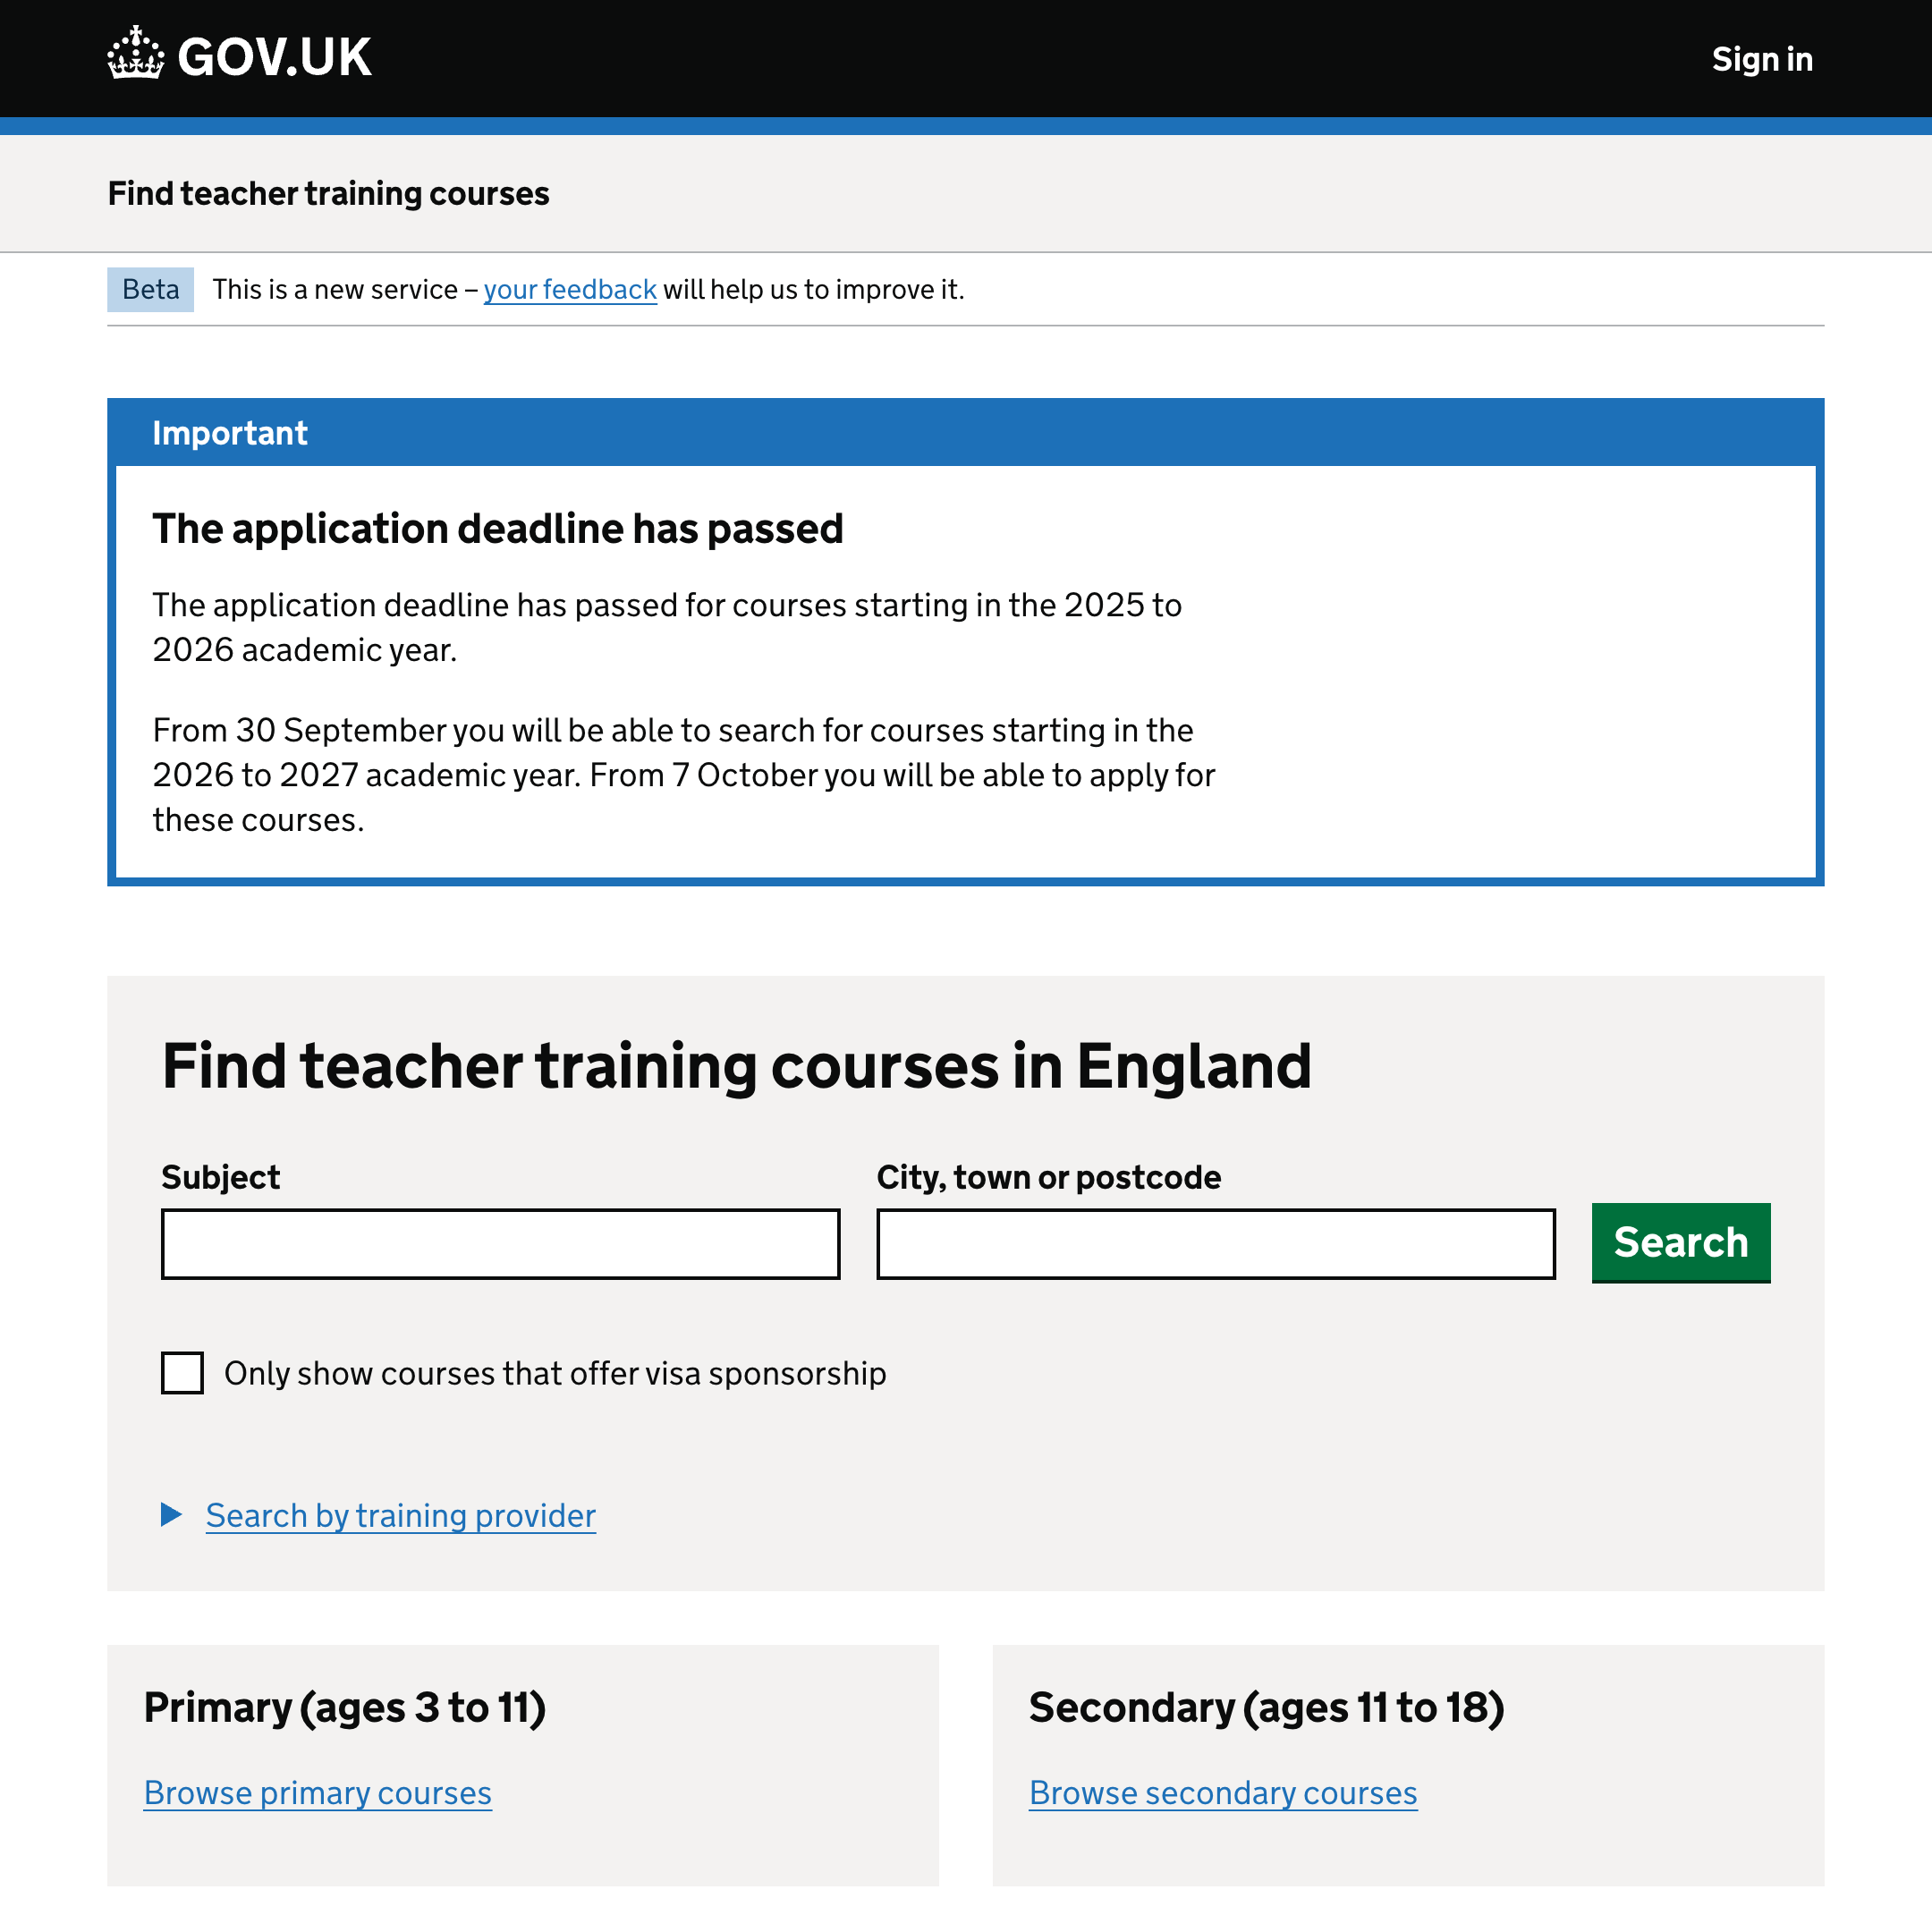 GOV.UK
Sign in
Find teacher training courses
Beta
This is a new service – your feedback will help us to improve it.
Important
The application deadline has passed
The application deadline has passed for courses starting in the 2025 to
2026 academic year.
From 30 September you will be able to search for courses starting in the
2026 to 2027 academic year. From 7 October you will be able to apply for
these courses.
Find teacher training courses in England
Subject
City, town or postcode
Search
Only show courses that offer visa sponsorship
Search by training provider
Primary (ages 3 to 11)
Browse primary courses
Secondary (ages 11 to 18)
Browse secondary courses